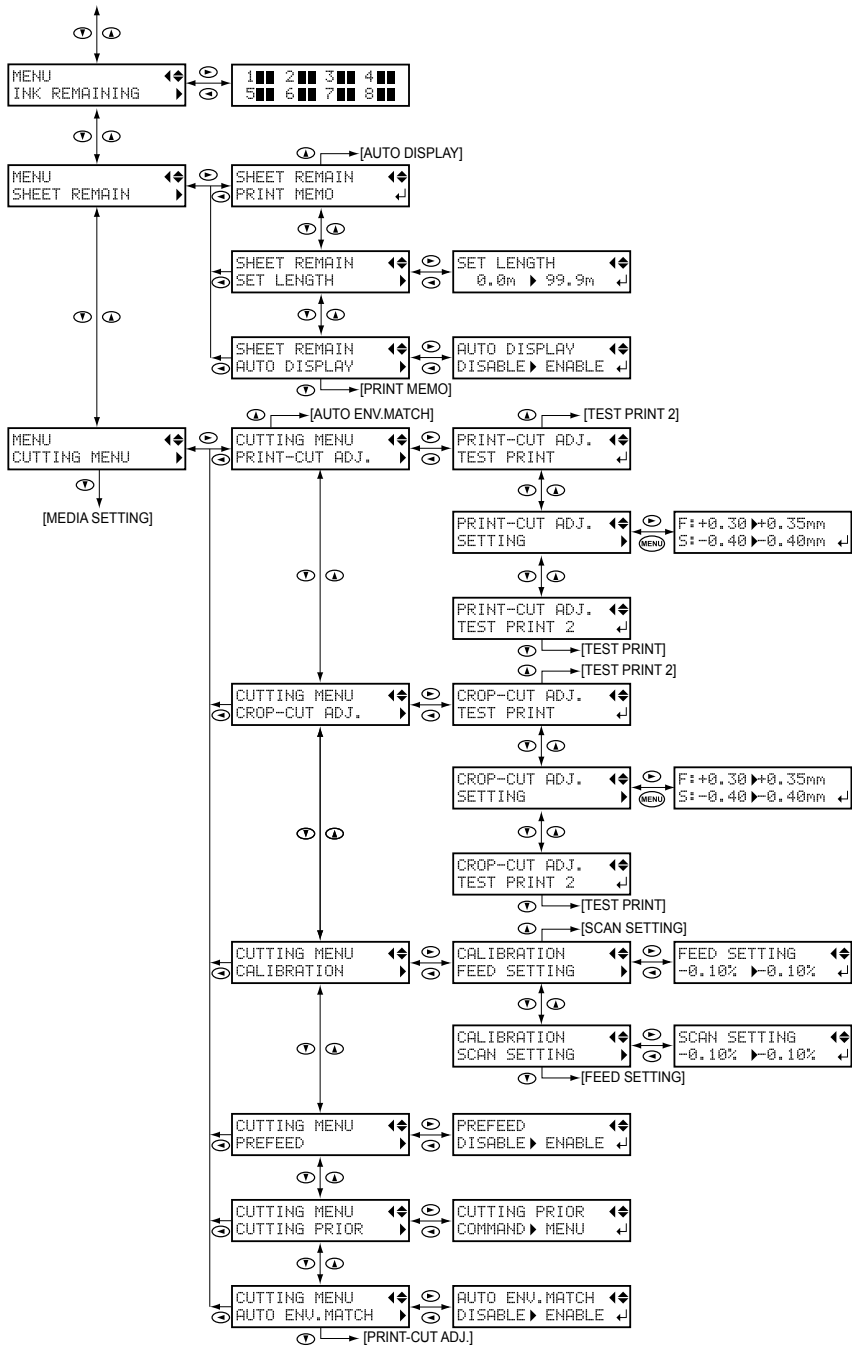 MENU
INK REMAINING
1 2 3 4
5 6 7 8
[AUTO DISPLAY]
MENU
SHEET REMAIN
SHEET REMAIN
PRINT MEMO
SHEET REMAIN
SET LENGTH
SET LENGTH
0.0m 99.9m
SHEET REMAIN
AUTO DISPLAY
AUTO DISPLAY
DISABLE ENABLE
[PRINT MEMO]
[AUTO ENV.MATCH]
[TEST PRINT 2]
MENU
CUTTING MENU
CUTTING MENU
PRINT-CUT ADJ.
PRINT-CUT ADJ.
TEST PRINT
[MEDIA SETTING]
PRINT-CUT ADJ.
SETTING
MENU
F:+0.30 +0.35mm
S:-0.40 -0.40mm
PRINT-CUT ADJ.
TEST PRINT 2
[TEST PRINT]
[TEST PRINT 2]
CUTTING MENU
CROP-CUT ADJ.
CROP-CUT ADJ.
TEST PRINT
CROP-CUT ADJ.
SETTING
MENU
F:+0.30 +0.35mm
S:-0.40 -0.40mm
CROP-CUT ADJ.
TEST PRINT 2
[TEST PRINT]
[SCAN SETTING]
CUTTING MENU
CALIBRATION
CALIBRATION
FEED SETTING
FEED SETTING
-0.10% -0.10%
CALIBRATION
SCAN SETTING
SCAN SETTING
-0.10% -0.10%
[FEED SETTING]
CUTTING MENU
PREFEED
PREFEED
DISABLE ENABLE
CUTTING MENU
CUTTING PRIOR
CUTTING PRIOR
COMMAND MENU
CUTTING MENU
AUTO ENV.MATCH
AUTO ENV.MATCH
DISABLE ENABLE
[PRINT-CUT ADJ.]